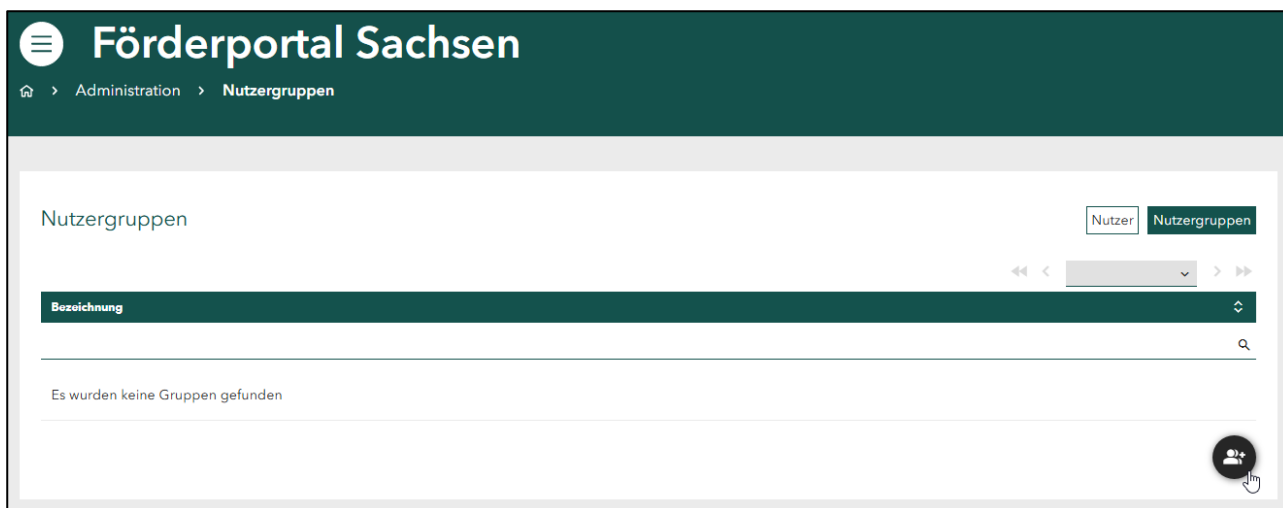 Förderportal Sachsen
Administration > Nutzergruppen
Nutzergruppen
Nutzer Nutzergruppen
Bezeichnung
Es wurden keine Gruppen gefunden